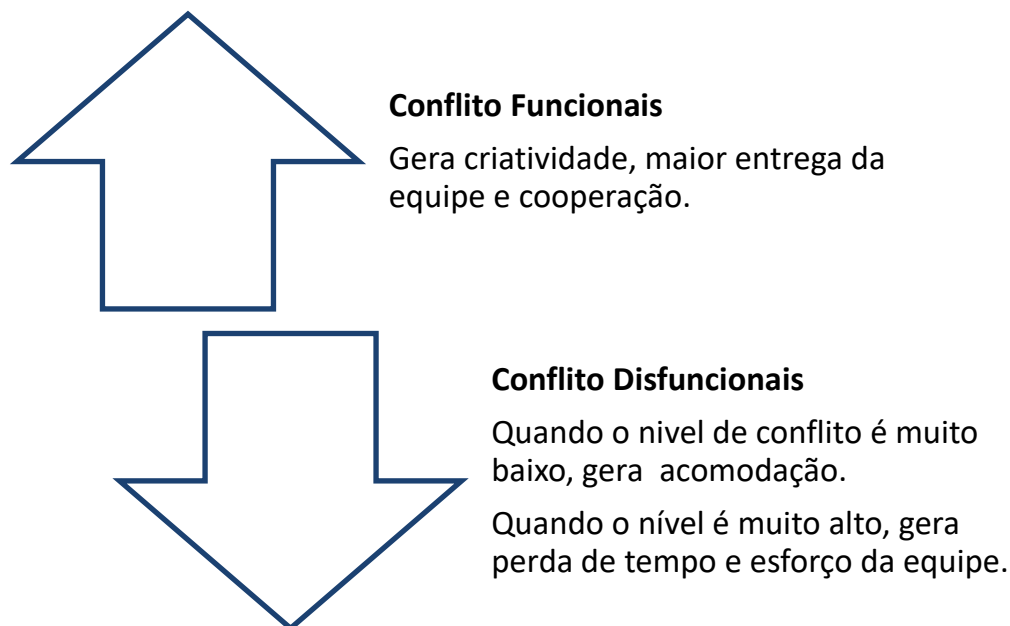 Conflito Funcionais
Gera criatividade, maior entrega da
equipe e cooperação.
Conflito Disfuncionais
Quando o nivel de conflito é muito
baixo, gera  acomodação.
Quando o nível é muito alto, gera
perda de tempo e esforço da equipe.